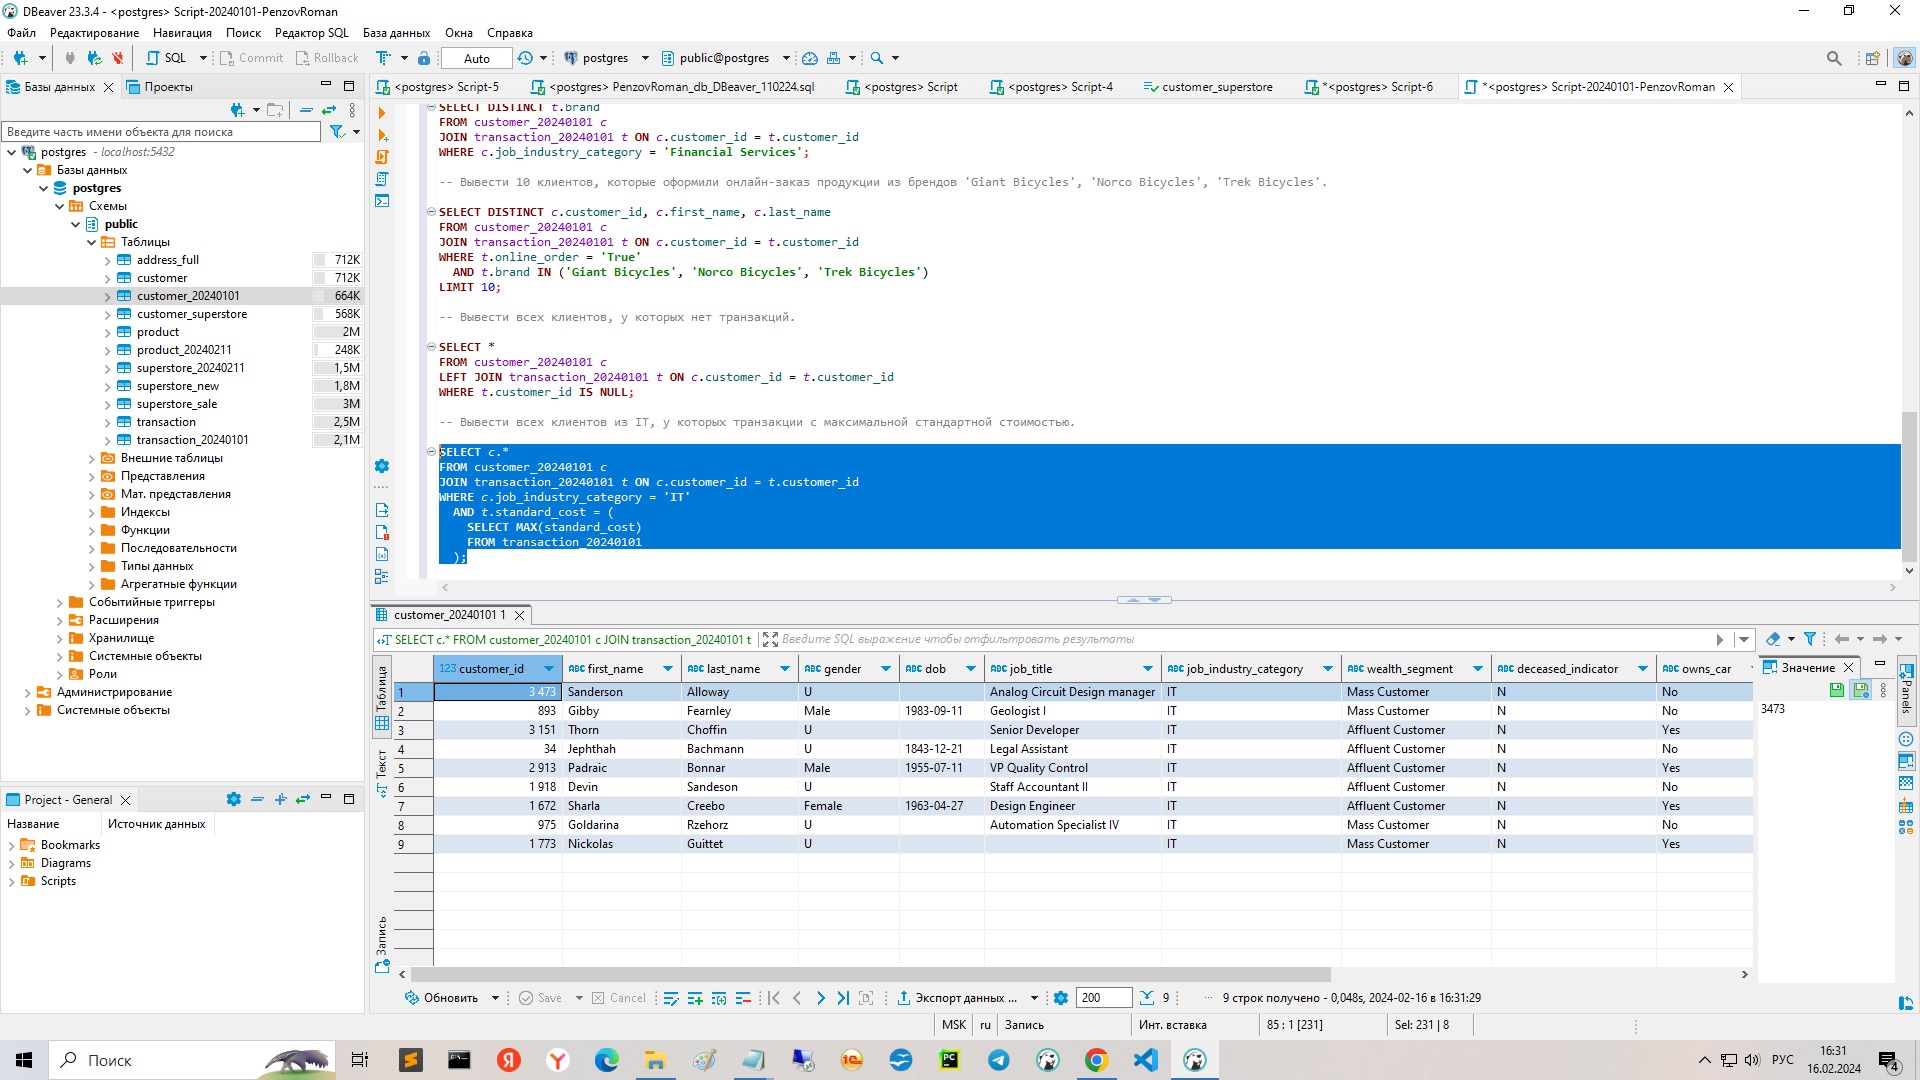 DBeaver 23.3.4 - <postgres> Script-20240101-PenzovRoman
Файл Редактирование Навигация Поиск Редактор SQL База данных Окна Справка
SQL Commit Rollback Auto postgres public@postgres
Базы данных Проекты
<postgres> Script-5 <postgres> PenzovRoman_db_DBeaver_110224.sql <postgres> Script <postgres> Script-4 customer_superstore *<postgres> Script-6 *<postgres> Script-20240101-PenzovRoman
Введите часть имени объекта для поиска
postgres - localhost:5432
Базы данных
postgres
Схемы
public
Таблицы
address_full 712K
customer 712K
customer_20240101 664K
customer_superstore 568K
product 2M
product_20240211 248K
superstore_20240211 1,5M
superstore_new 1,8M
superstore_sale 3M
transaction 2,5M
transaction_20240101 2,1M
Внешние таблицы
Представления
Мат. представления
Индексы
Функции
Последовательности
Типы данных
Агрегатные функции
Событийные триггеры
Расширения
Хранилище
Системные объекты
Роли
Администрирование
Системные объекты
Project - General
Название Источник данных
Bookmarks
Diagrams
Scripts
SELECT DISTINCT t.brand
FROM customer_20240101 c
JOIN transaction_20240101 t ON c.customer_id = t.customer_id
WHERE c.job_industry_category = 'Financial Services';
-- Вывести 10 клиентов, которые оформили онлайн-заказ продукции из брендов 'Giant Bicycles', 'Norco Bicycles', 'Trek Bicycles'.
SELECT DISTINCT c.customer_id, c.first_name, c.last_name
FROM customer_20240101 c
JOIN transaction_20240101 t ON c.customer_id = t.customer_id
WHERE t.online_order = 'True'
AND t.brand IN ('Giant Bicycles', 'Norco Bicycles', 'Trek Bicycles')
LIMIT 10;
-- Вывести всех клиентов, у которых нет транзакций.
SELECT *
FROM customer_20240101 c
LEFT JOIN transaction_20240101 t ON c.customer_id = t.customer_id
WHERE t.customer_id IS NULL;
-- Вывести всех клиентов из IT, у которых транзакции с максимальной стандартной стоимостью.
SELECT c.*
FROM customer_20240101 c
JOIN transaction_20240101 t ON c.customer_id = t.customer_id
WHERE c.job_industry_category = 'IT'
AND t.standard_cost = (
SELECT MAX(standard_cost)
FROM transaction_20240101
);
customer_20240101 1
SELECT c.* FROM customer_20240101 c JOIN transaction_20240101 t Введите SQL выражение чтобы отфильтровать результаты
Таблица
Текст
Запись
123 customer_id ABC first_name ABC last_name ABC gender ABC dob ABC job_title ABC job_industry_category ABC wealth_segment ABC deceased_indicator ABC owns_car
1 3 473 Sanderson Alloway U Analog Circuit Design manager IT Mass Customer N No
2 893 Gibby Fearnley Male 1983-09-11 Geologist I IT Mass Customer N No
3 3 151 Thorn Choffin U Senior Developer IT Affluent Customer N Yes
4 34 Jephthah Bachmann U 1843-12-21 Legal Assistant IT Affluent Customer N No
5 2 913 Padraic Bonnar Male 1955-07-11 VP Quality Control IT Affluent Customer N Yes
6 1 918 Devin Sandeson U Staff Accountant II IT Affluent Customer N No
7 1 672 Sharla Creebo Female 1963-04-27 Design Engineer IT Affluent Customer N Yes
8 975 Goldarina Rzehorz U Automation Specialist IV IT Mass Customer N No
9 1 773 Nickolas Guittet U IT Mass Customer N Yes
Значение
3473
Panels
Обновить Save Cancel Экспорт данных ... 200 9 9 строк получено - 0,048s, 2024-02-16 в 16:31:29
MSK ru Запись Инт. вставка 85 : 1 [231] Sel: 231 | 8
Поиск
РУС
16:31
16.02.2024
4